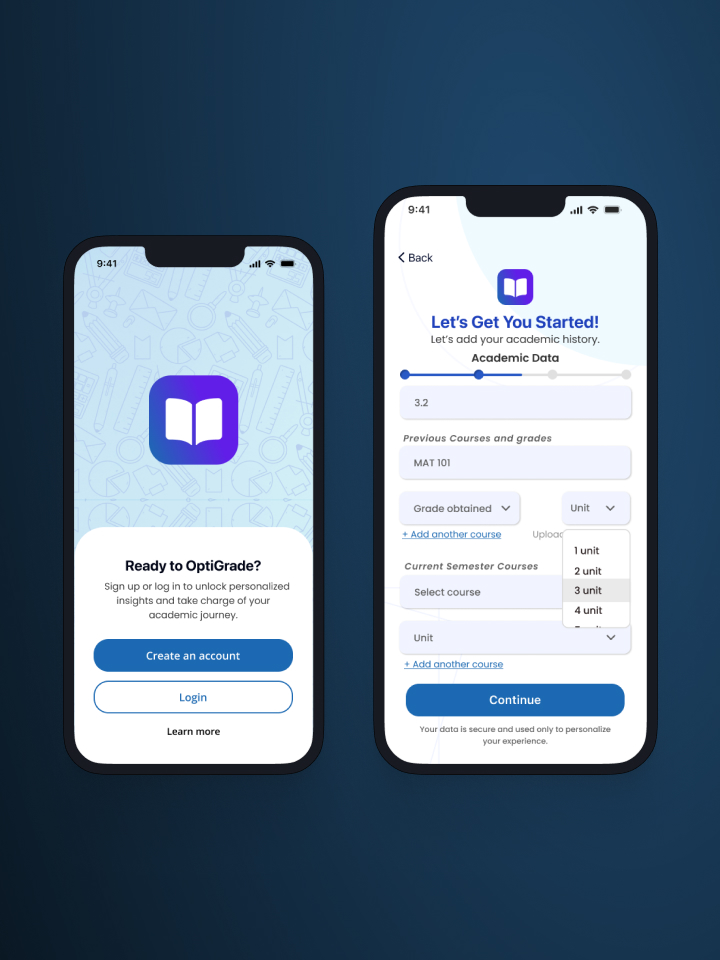 9:41
Ready to OptiGrade?
Sign up or log in to unlock personalized
insights and take charge of your
academic journey.
Create an account
Login
Learn more
9:41
Back
Let's Get You Started!
Let's add your academic history.
Academic Data
3.2
Previous Courses and grades
MAT 101
Grade obtained
Unit
+ Add another course
1 unit
2 unit
3 unit
4 unit
Current Semester Courses
Select course
Unit
+ Add another course
Continue
Your data is secure and used only to personalize
your experience.